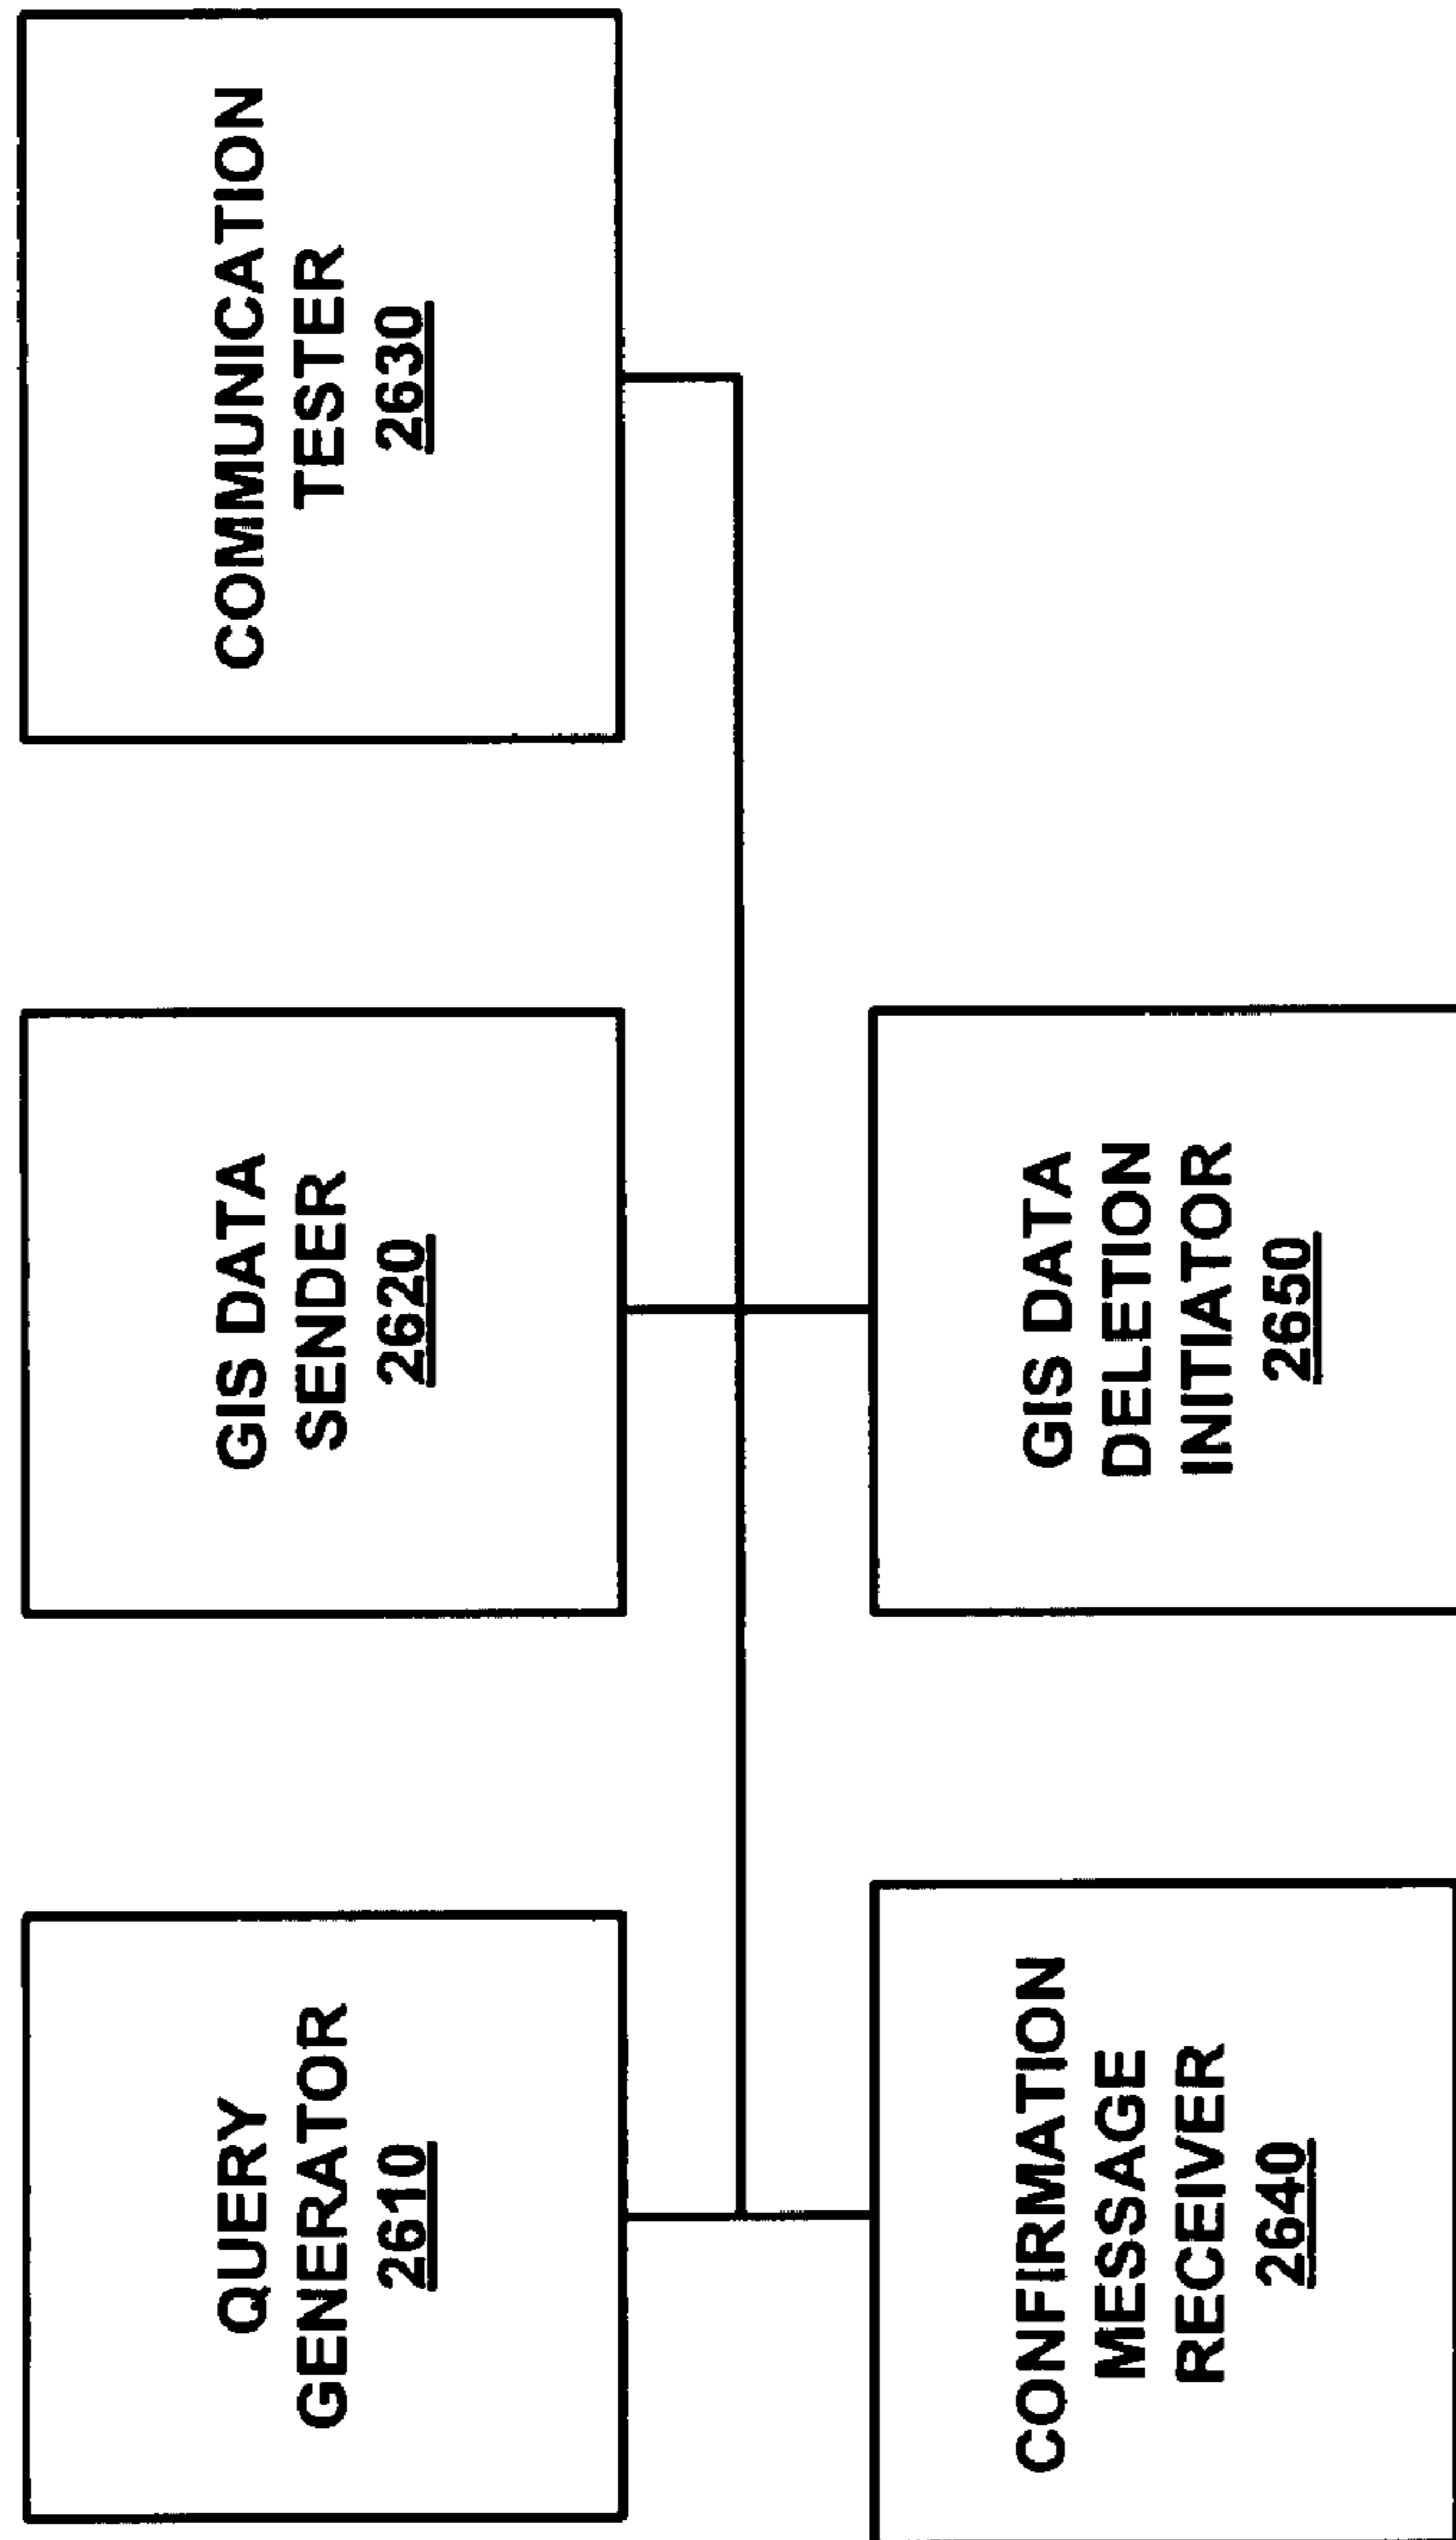 QUERY
GENERATOR
2610
GIS DATA
SENDER
2620
COMMUNICATION
TESTER
2630
CONFIRMATION
MESSAGE
RECEIVER
2640
GIS DATA
DELETION
INITIATOR
2650